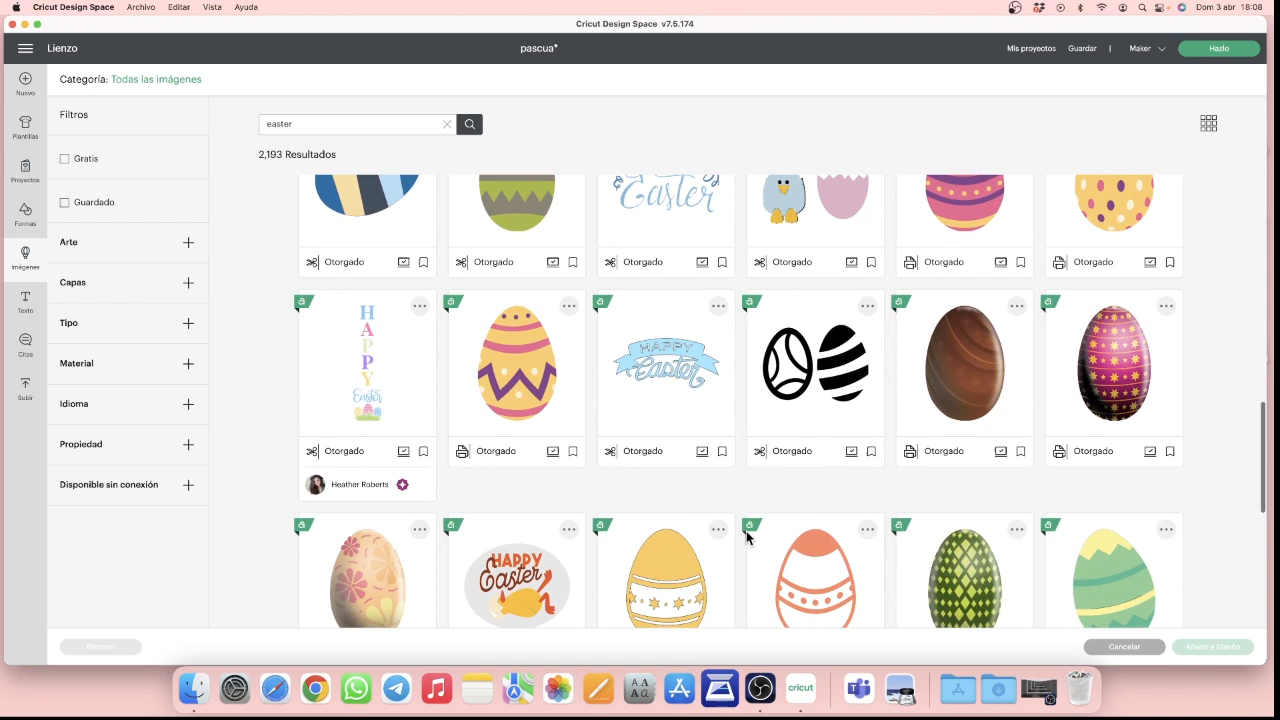 Cricut Design Space Archivo Editar Vista Ayuda Dom 3 abr 18:08
Cricut Design Space v7.5.174
Lienzo pascua* Mis proyectos Guardar | Maker Hazlo
Nuevo
Plantillas
Proyectos
Formas
Imágenes
Texto
Citas
Subir
Categoría: Todas las imágenes
Filtros
Gratis
Guardado
Arte
Capas
Tipo
Material
Idioma
Propiedad
Disponible sin conexión
easter
2,193 Resultados
Easter
Otorgado Otorgado Otorgado Otorgado Otorgado Otorgado
HAPPY
Easter
HAPPY
Easter
Otorgado Otorgado Otorgado Otorgado Otorgado Otorgado
Heather Roberts
HAPPY
Easter
Eliminar Cancelar Añadir a Diseño
cricut